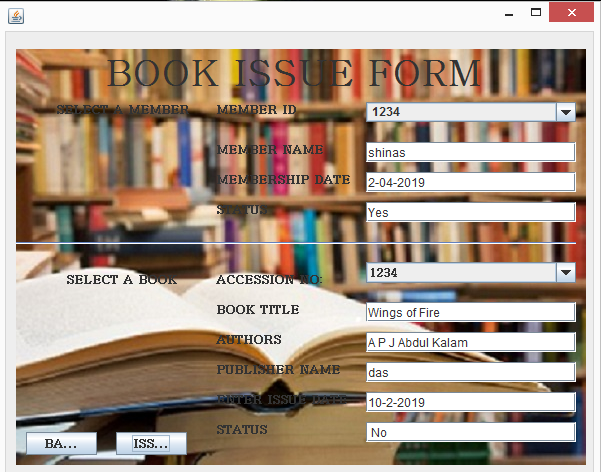 BOOK ISSUE FORM
SELECT A MEMBER MEMBER ID 1234
MEMBER NAME shinas
MEMBERSHIP DATE 2-04-2019
STATUS Yes
SELECT A BOOK ACCESSION NO: 1234
BOOK TITLE Wings of Fire
AUTHORS A P J Abdul Kalam
PUBLISHER NAME das
ENTER ISSUE DATE 10-2-2019
STATUS No
BA... ISS...